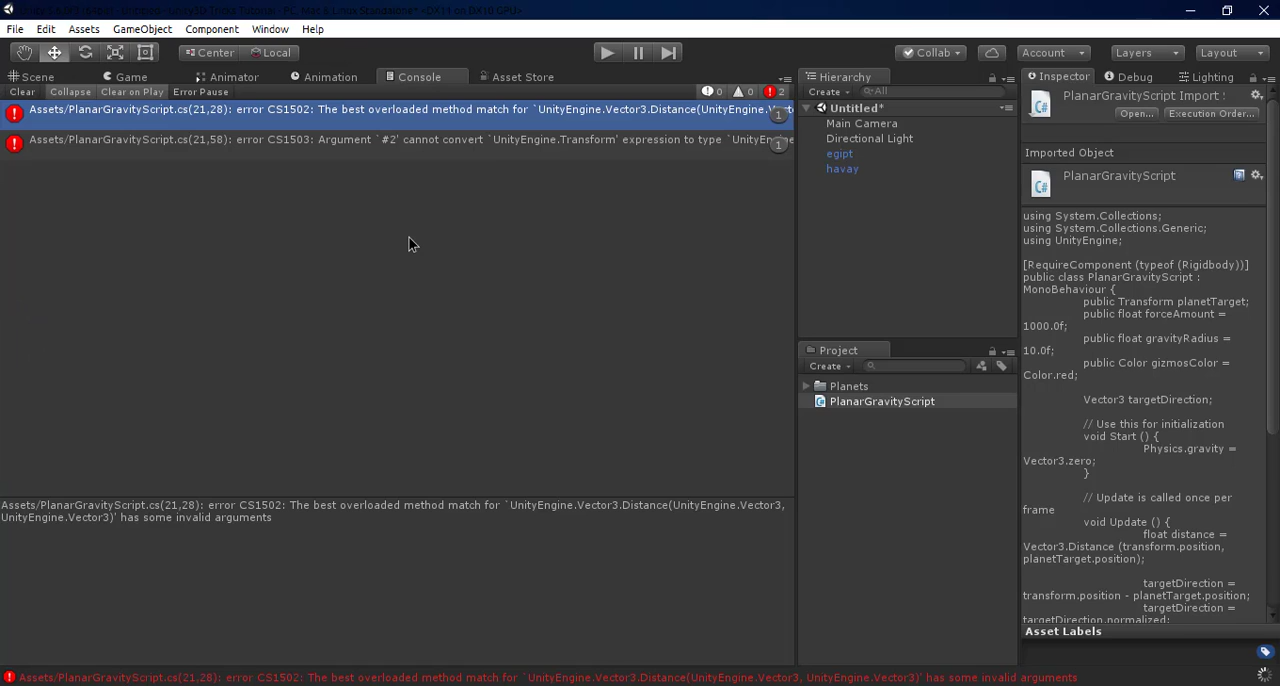 File Edit Assets GameObject Component Window Help
Center Local Collab Account Layers Layout
Scene Game Animator Animation Console Asset Store Hierarchy Inspector Debug Lighting
Clear Collapse Clear on Play Error Pause 0 0 2 Create All
PlanarGravityScript Import Open... Execution Order...
Assets/PlanarGravityScript.cs(21,28): error CS1502: The best overloaded method match for `UnityEngine.Vector3.Distance(UnityEngine.
1
Assets/PlanarGravityScript.cs(21,58): error CS1503: Argument `#2' cannot convert `UnityEngine.Transform' expression to type
1
Untitled*
Main Camera
Directional Light
egipt
havay
Project
Create
Planets
PlanarGravityScript
Imported Object
PlanarGravityScript
using System.Collections;
using System.Collections.Generic;
using UnityEngine;
[RequireComponent (typeof (Rigidbody))]
public class PlanarGravityScript :
MonoBehaviour {
public Transform planetTarget;
public float forceAmount =
1000.0f;
public float gravityRadius =
10.0f;
public Color gizmosColor =
Color.red;
Vector3 targetDirection;
// Use this for initialization
void Start () {
Physics.gravity =
Vector3.zero;
}
// Update is called once per
frame
void Update () {
float distance =
Vector3.Distance (transform.position,
planetTarget.position);
targetDirection =
transform.position - planetTarget.position;
targetDirection =
targetDirection.normalized;
Asset Labels
Assets/PlanarGravityScript.cs(21,28): error CS1502: The best overloaded method match for `UnityEngine.Vector3.Distance(UnityEngine.Vector3,
UnityEngine.Vector3)' has some invalid arguments
Assets/PlanarGravityScript.cs(21,28): error CS1502: The best overloaded method match for `UnityEngine.Vector3.Distance(UnityEngine.Vector3, UnityEngine.Vector3)' has some invalid arguments